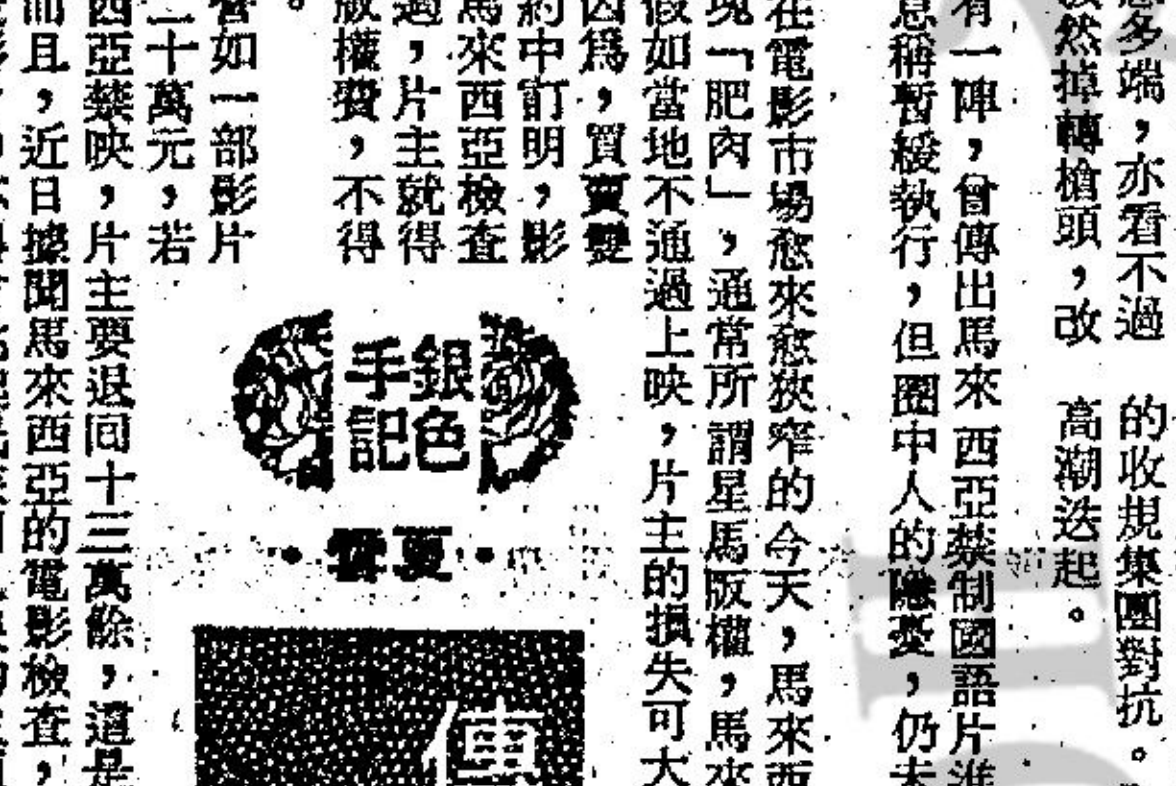 多端，亦看不過
然掉轉槍頭，改
的收規集團對抗。
高潮迭起。
有一陣，曾傳出馬來西亞禁制國語片進
息稱暫緩執行，但圈中人的隱憂，仍未
在電影市場愈來愈狹窄的今天，馬來西
塊「肥肉」，通常所謂星馬版權，馬來
假如當地不通過上映，片主的損失可大
因爲，買賣雙
約中訂明，影
馬來西亞檢查
過，片主就得
版權費，不得
。
譬如一部影片
二十萬元，若
西亞禁映，片主要退回十三萬餘，這是
而且，近日據聞馬來西亞的電影檢查，
銀色
手記
•夏雲•
傳